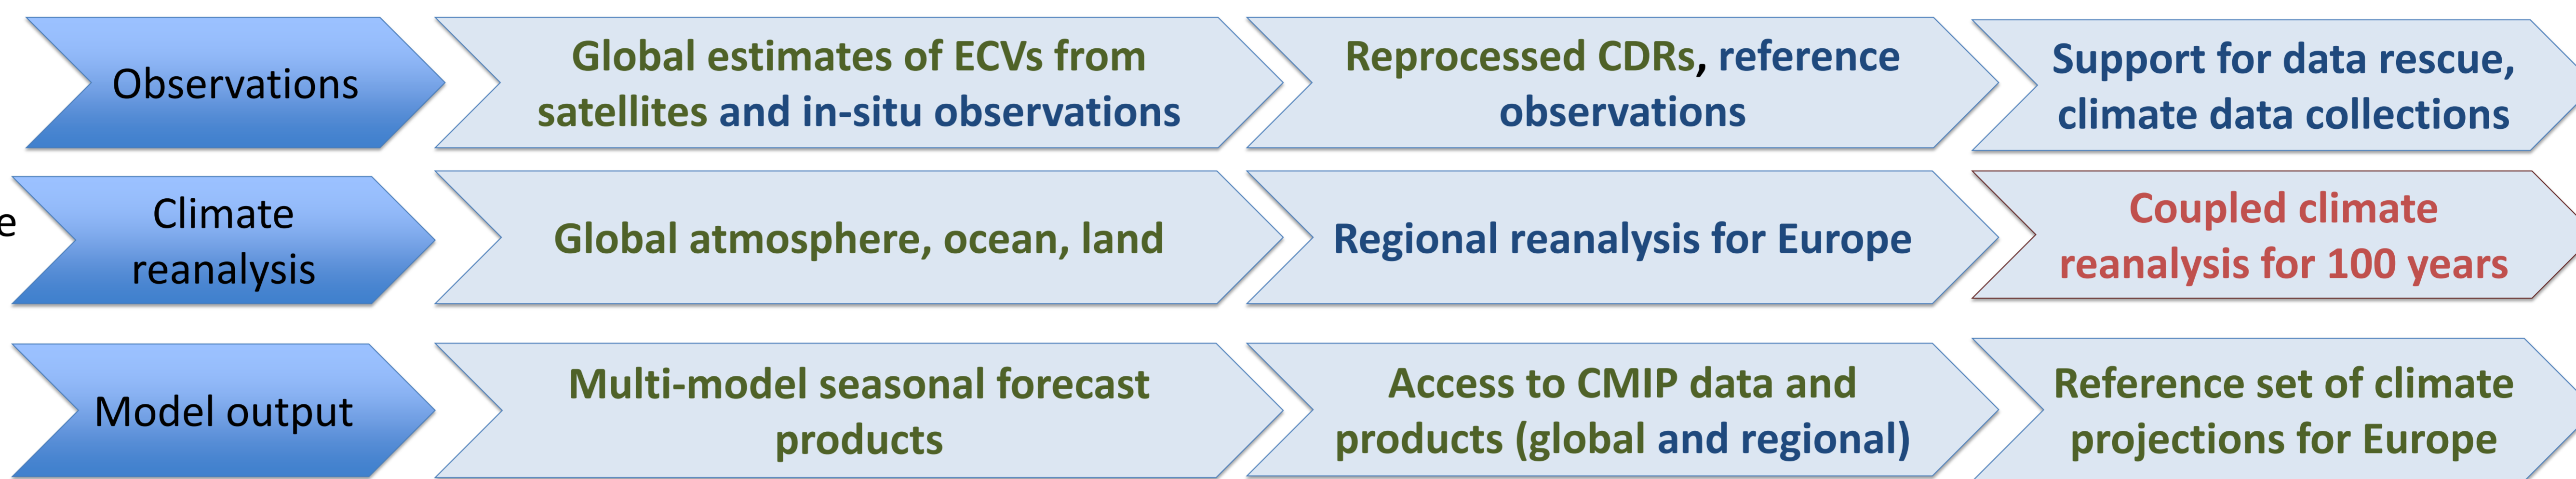 Observations
Global estimates of ECVs from
satellites and in-situ observations
Reprocessed CDRs, reference
observations
Support for data rescue,
climate data collections
e
Climate
reanalysis
Global atmosphere, ocean, land
Regional reanalysis for Europe
Coupled climate
reanalysis for 100 years
Model output
Multi-model seasonal forecast
products
Access to CMIP data and
products (global and regional)
Reference set of climate
projections for Europe